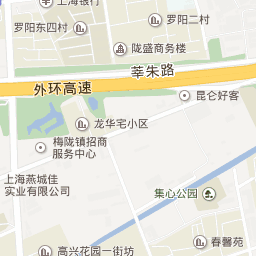 上海银行
罗阳东四村
罗阳二村
陇盛商务楼
莘朱路
外环高速
昆仑好客
龙华宅小区
梅陇镇招商
服务中心
上海燕城佳
实业有限公司
集心公园
春馨苑
高兴花园一街坊